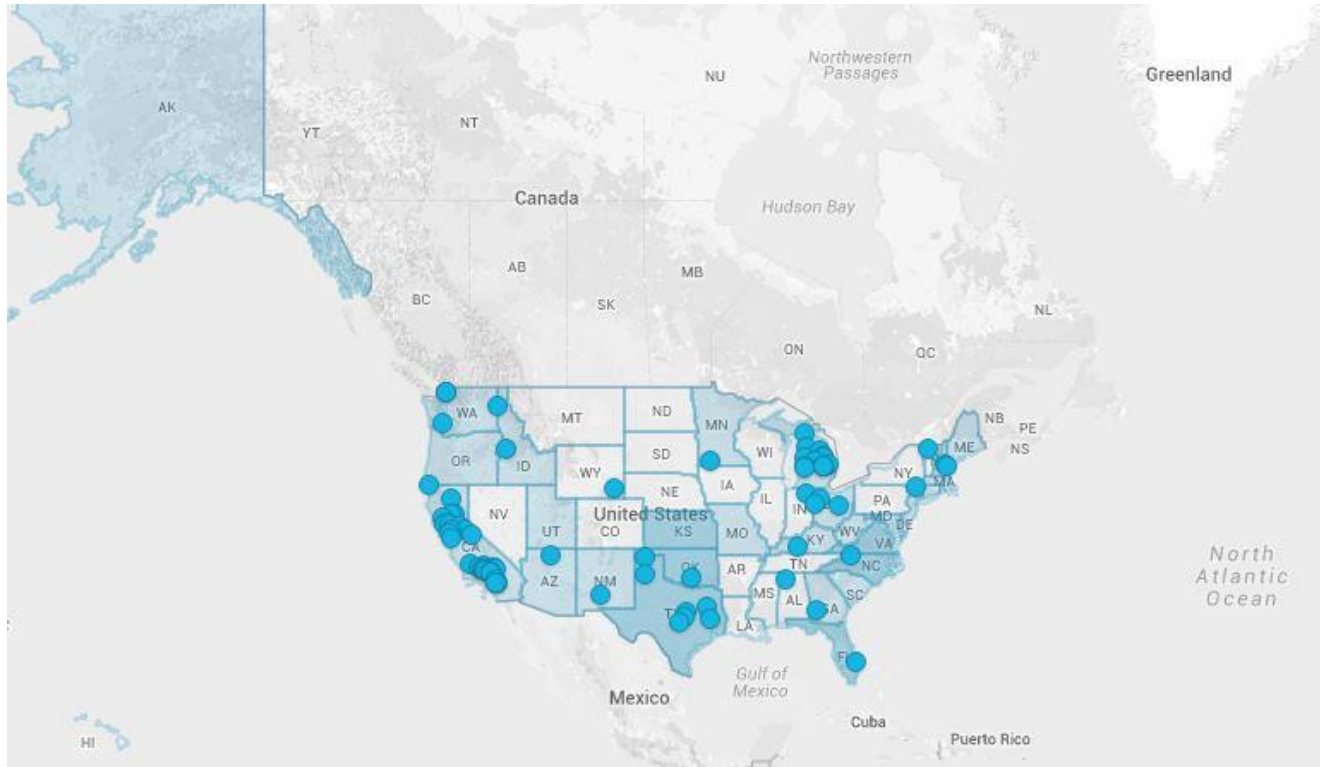 Northwestern
Passages
NU
Greenland
AK
NT
YT
Canada
Hudson Bay
AB
MB
BC
SK
NL
ON
QC
WA
MT
ND
MN
NB
PE
ME
NS
OR
ID
SD
WI
WY
NY
MA
IA
NE
PA
IL
IN
NV
United States
MD
DE
UT
CO
KS
MO
KY
WV
VA
CA
North
Atlantic
Ocean
AZ
NM
OK
AR
TN
NC
MS
AL
SC
LA
Gulf of
Mexico
Mexico
Cuba
Puerto Rico
HI